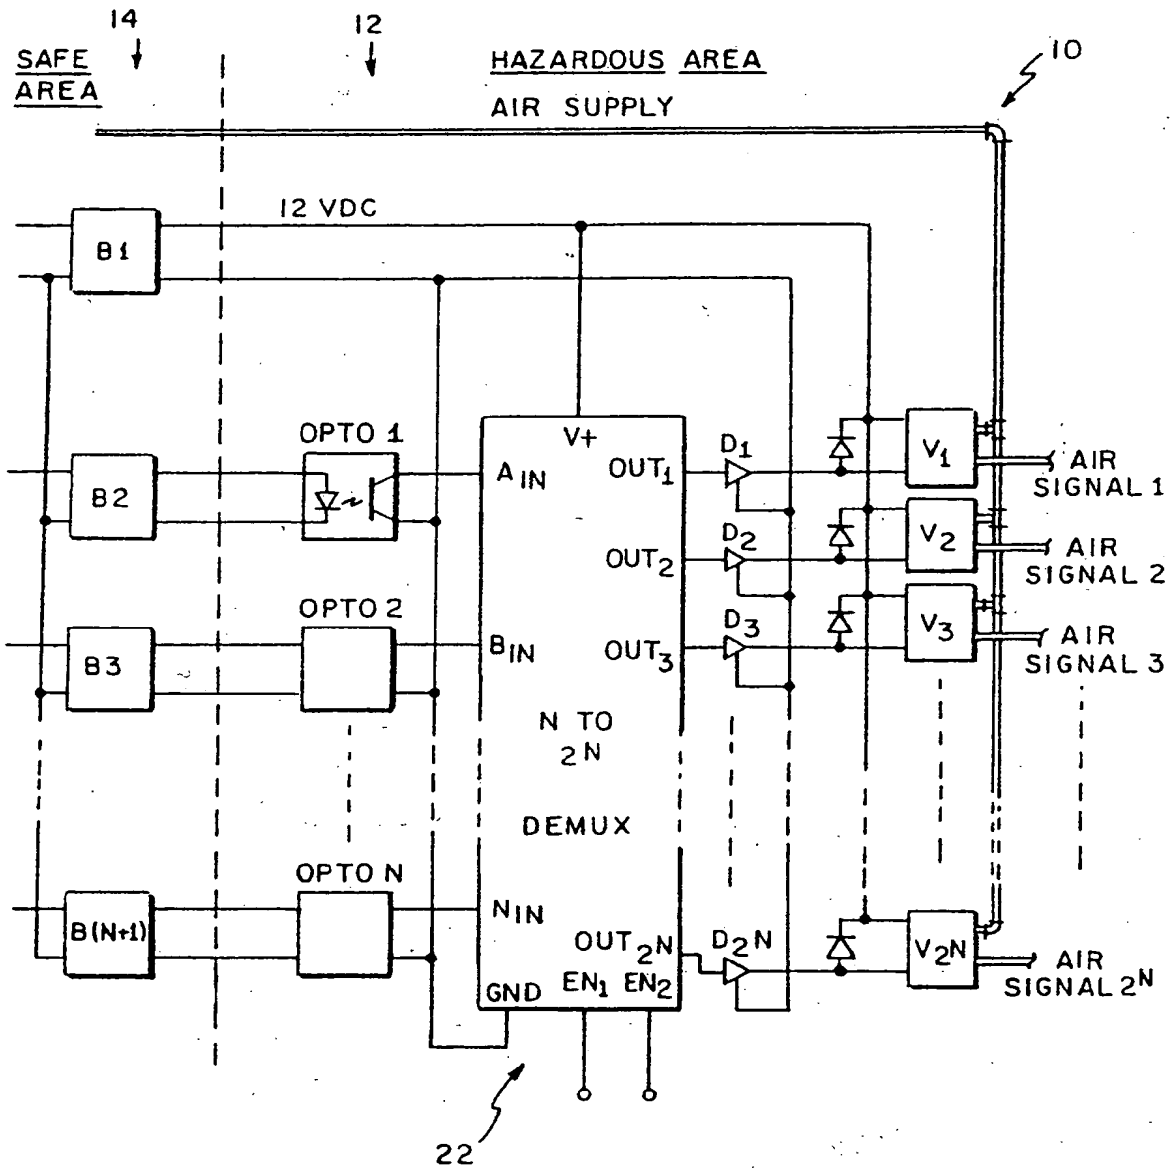 14
12
SAFE
AREA
HAZARDOUS AREA
10
AIR SUPPLY
12 VDC
B1
B2
OPTO 1
V+
AIN
OUT1
D1
V1
AIR
SIGNAL 1
OUT2
D2
V2
AIR
SIGNAL 2
B3
OPTO 2
BIN
OUT3
D3
V3
AIR
SIGNAL 3
N TO
2N
DEMUX
B(N+1)
OPTO N
NIN
OUT2N
D2N
V2N
AIR
SIGNAL 2N
GND
EN1
EN2
22